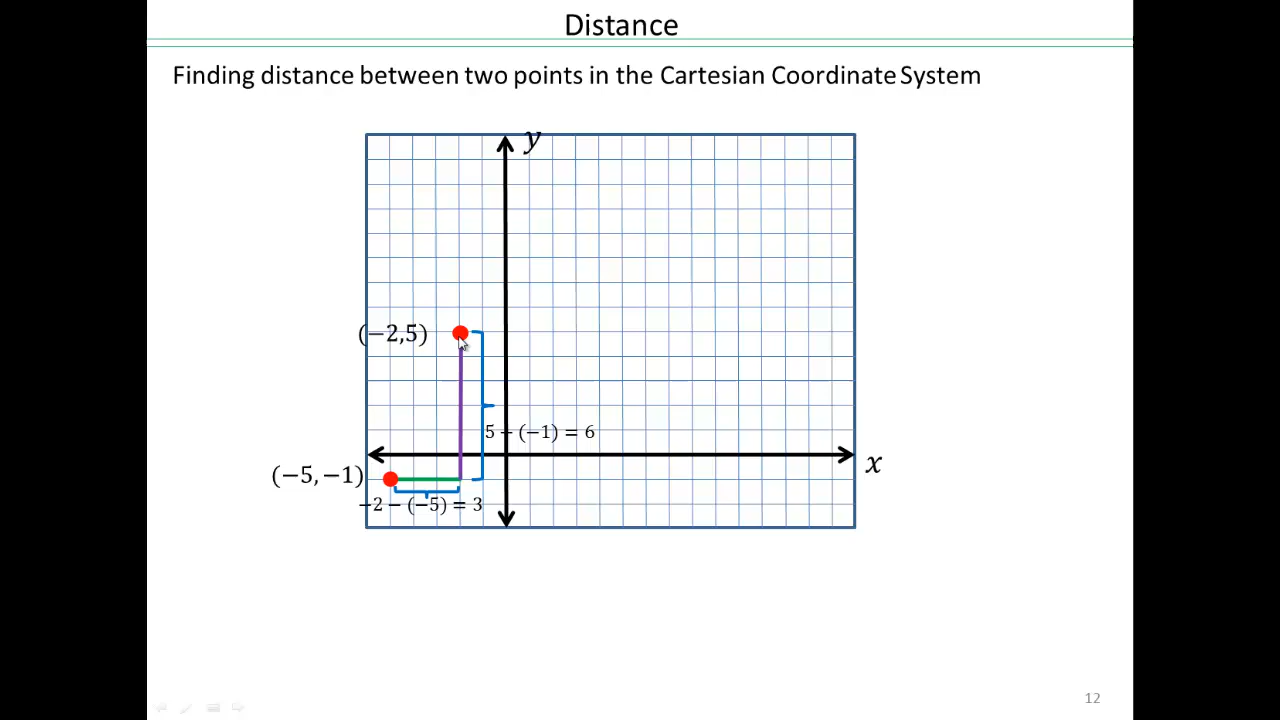 Distance
Finding distance between two points in the Cartesian Coordinate System
y
(−2,5)
5 − (−1) = 6
x
(−5, −1)
−2 − (−5) = 3
12